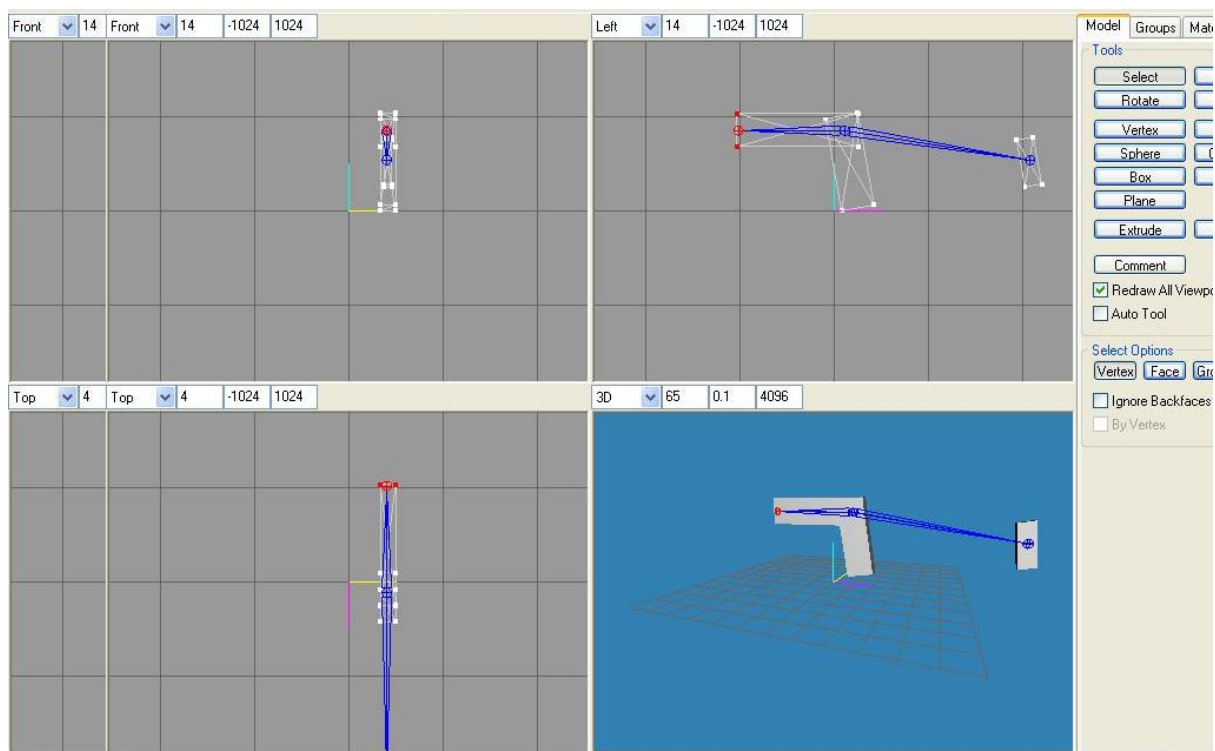 Front 14 Front 14 -1024 1024
Left 14 -1024 1024
Model Groups
Tools
Select
Rotate
Vertex
Sphere
Box
Plane
Extrude
Comment
Redraw All
Auto Tool
Select Options
Vertex Face
Ignore Backfaces
By Vertex
Top 4 Top 4 -1024 1024
3D 65 0.1 4096